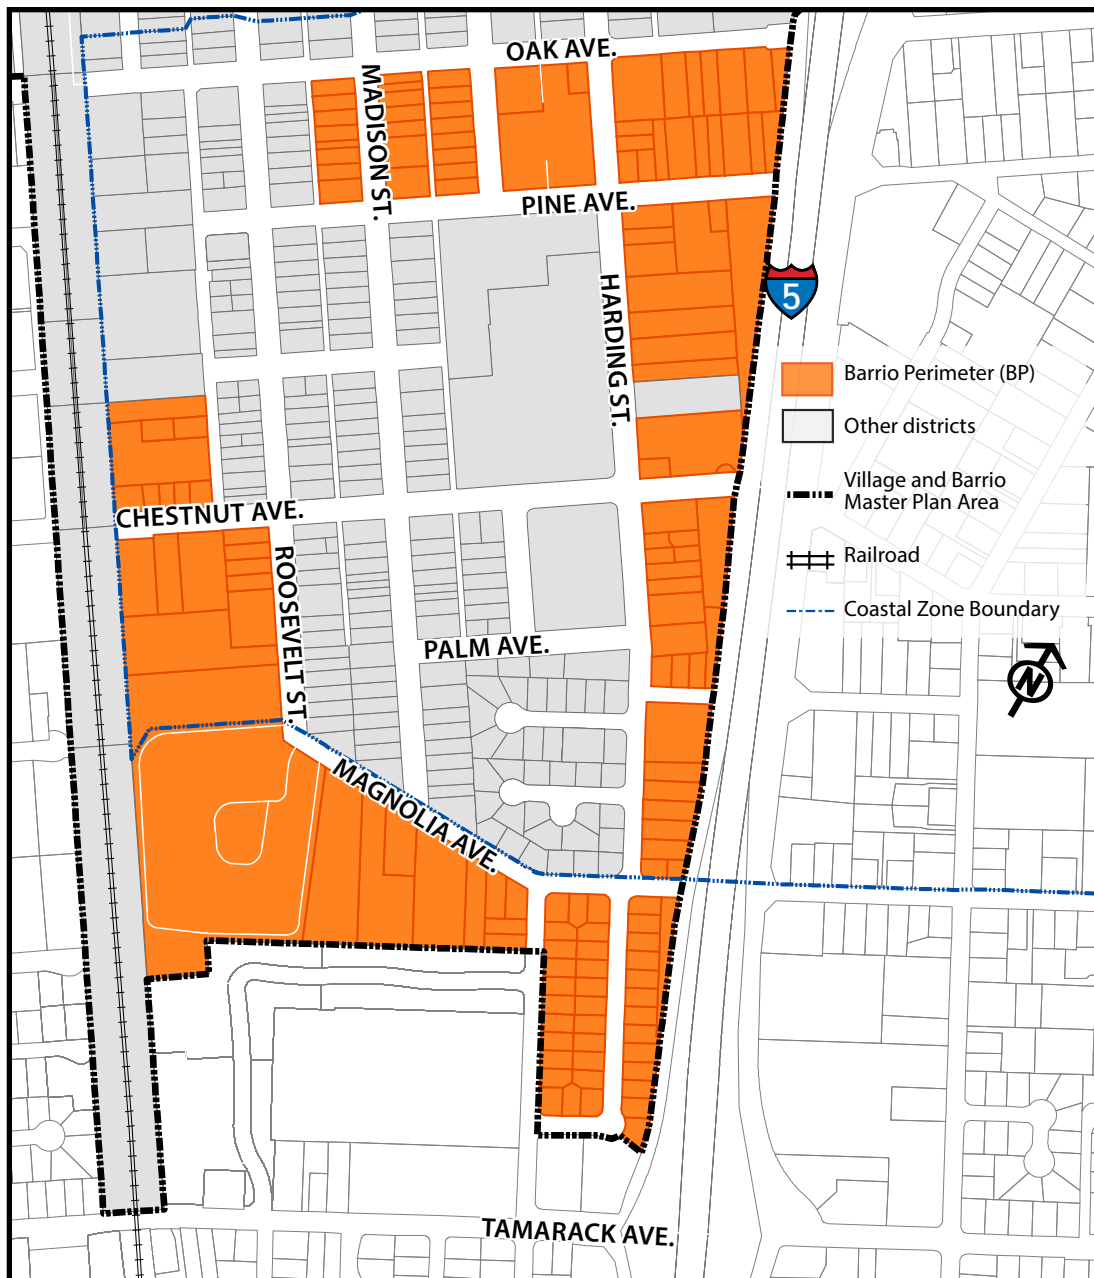 OAK AVE.
MADISON ST.
PINE AVE.
HARDING ST.
5
Barrio Perimeter (BP)
Other districts
Village and Barrio
Master Plan Area
Railroad
Coastal Zone Boundary
N
CHESTNUT AVE.
ROOSEVELT ST.
PALM AVE.
MAGNOLIA AVE.
TAMARACK AVE.